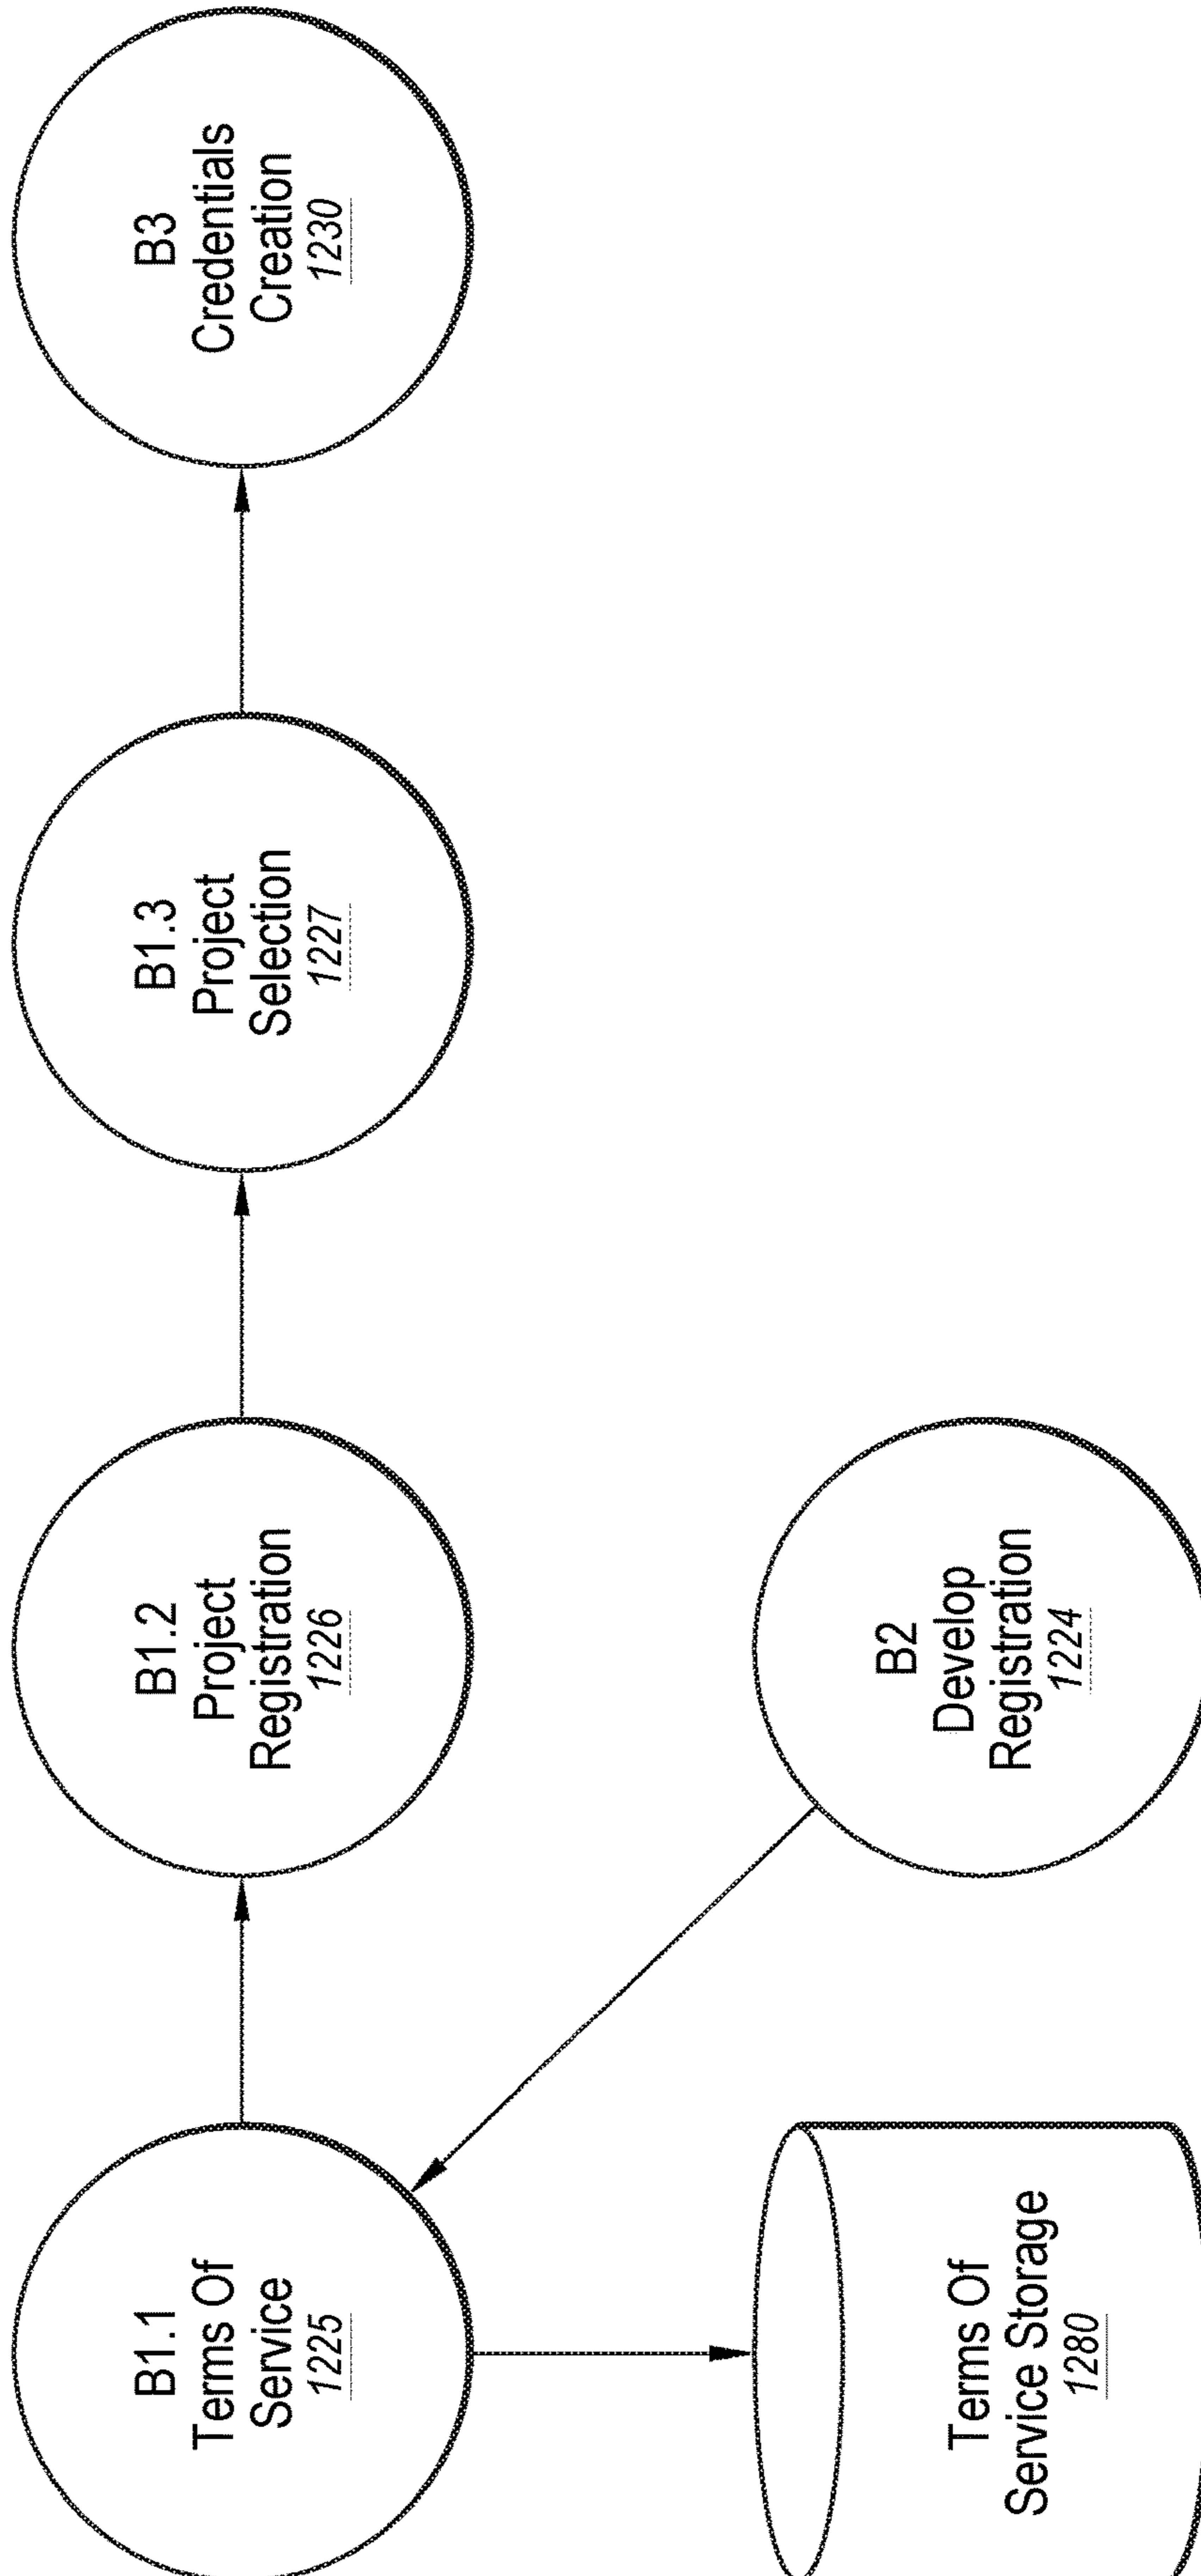 B1.1
Terms Of
Service
1225
B1.2
Project
Registration
1226
B1.3
Project
Selection
1227
B3
Credentials
Creation
1230
Terms Of
Service Storage
1280
B2
Develop
Registration
1224